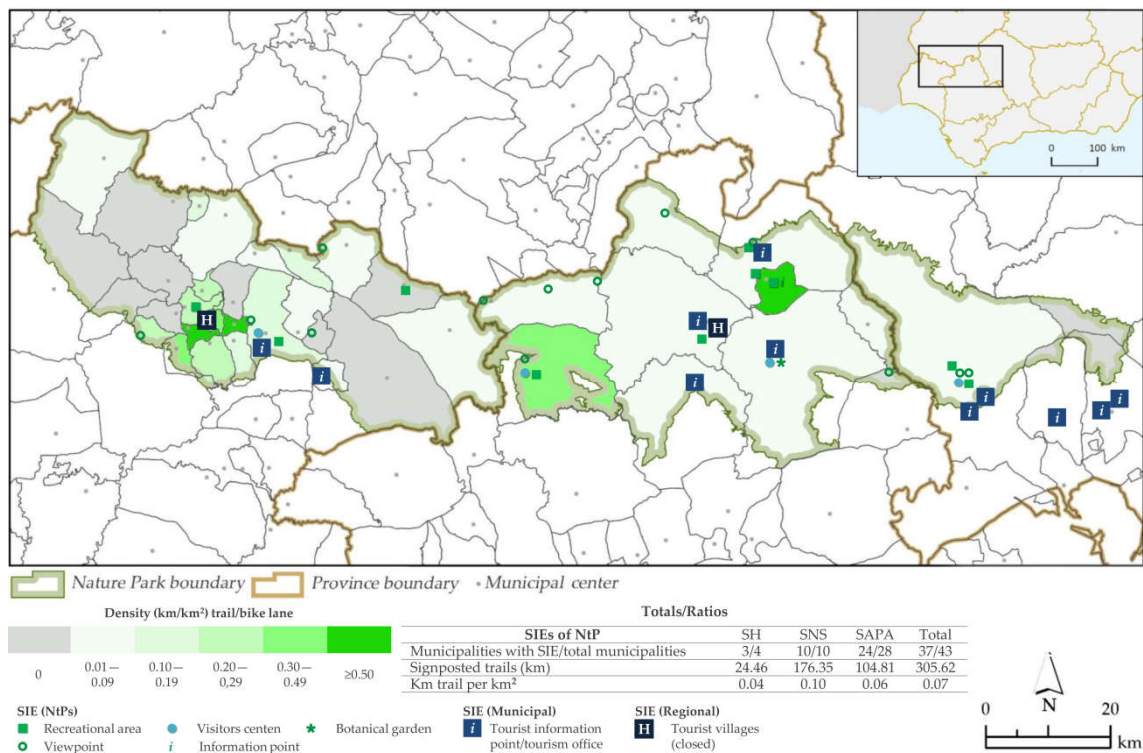 0 100 km
Nature Park boundary Province boundary Municipal center
Density (km/km²) trail/bike lane
0 0.01— 0.09 0.10— 0,19 0.20— 0,29 0.30— 0,49 ≥0.50
Totals/Ratios
SIEs of NtP SH SNS SAPA Total
Municipalities with SIE/total municipalities 3/4 10/10 24/28 37/43
Signposted trails (km) 24.46 176.35 104.81 305.62
Km trail per km² 0.04 0.10 0.06 0.07
SIE (NtPs)
Recreational area Visitors centen Botanical garden
Viewpoint i Information point
SIE (Municipal)
i Tourist information
point/tourism office
SIE (Regional)
H Tourist villages
(closed)
N
0 20
km